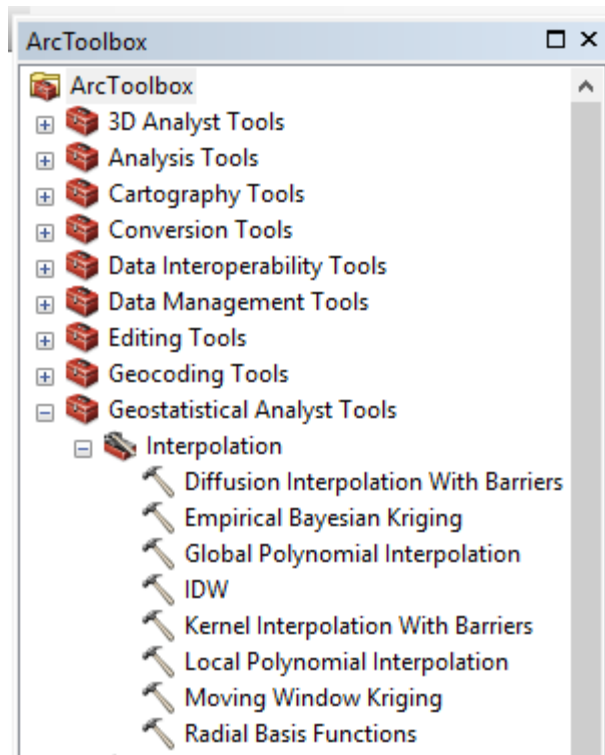 ArcToolbox
ArcToolbox
3D Analyst Tools
Analysis Tools
Cartography Tools
Conversion Tools
Data Interoperability Tools
Data Management Tools
Editing Tools
Geocoding Tools
Geostatistical Analyst Tools
Interpolation
Diffusion Interpolation With Barriers
Empirical Bayesian Kriging
Global Polynomial Interpolation
IDW
Kernel Interpolation With Barriers
Local Polynomial Interpolation
Moving Window Kriging
Radial Basis Functions